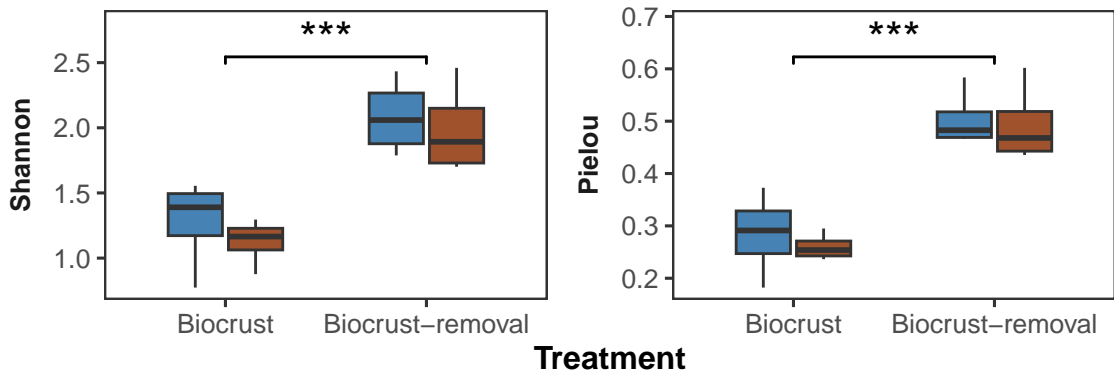 Shannon
2.5
2.0
1.5
1.0
***
Biocrust
Biocrust−removal
Pielou
0.7
0.6
0.5
0.4
0.3
0.2
***
Biocrust
Biocrust−removal
Treatment